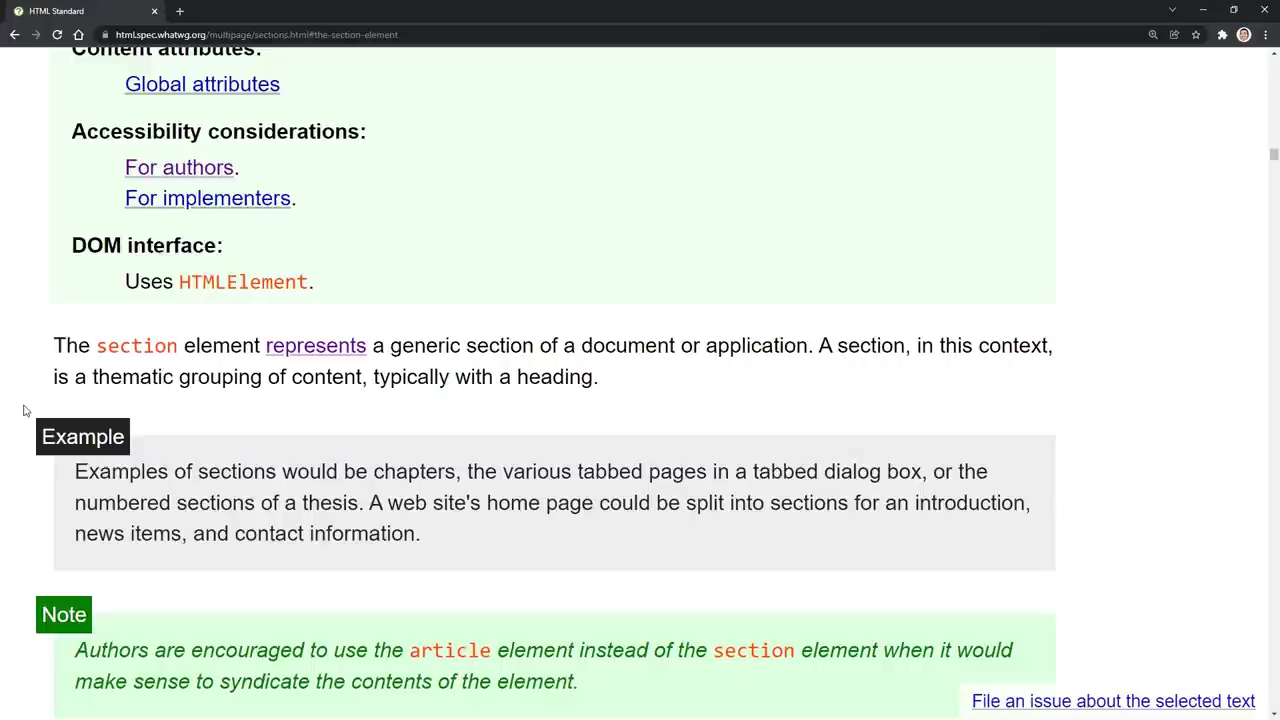 HTML Standard
html.spec.whatwg.org/multipage/sections.html#the-section-element
Content attributes:
Global attributes
Accessibility considerations:
For authors.
For implementers.
DOM interface:
Uses HTMLElement.
The section element represents a generic section of a document or application. A section, in this context,
is a thematic grouping of content, typically with a heading.
Example
Examples of sections would be chapters, the various tabbed pages in a tabbed dialog box, or the
numbered sections of a thesis. A web site's home page could be split into sections for an introduction,
news items, and contact information.
Note
Authors are encouraged to use the article element instead of the section element when it would
make sense to syndicate the contents of the element.
File an issue about the selected text